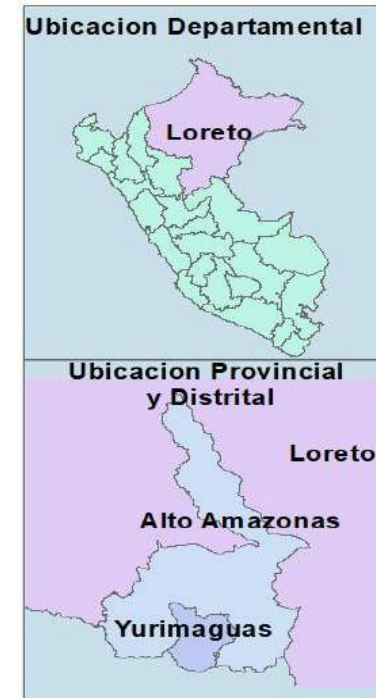 Ubicacion Departamental
Loreto
Ubicacion Provincial
y Distrital
Loreto
Alto Amazonas
Yurimaguas